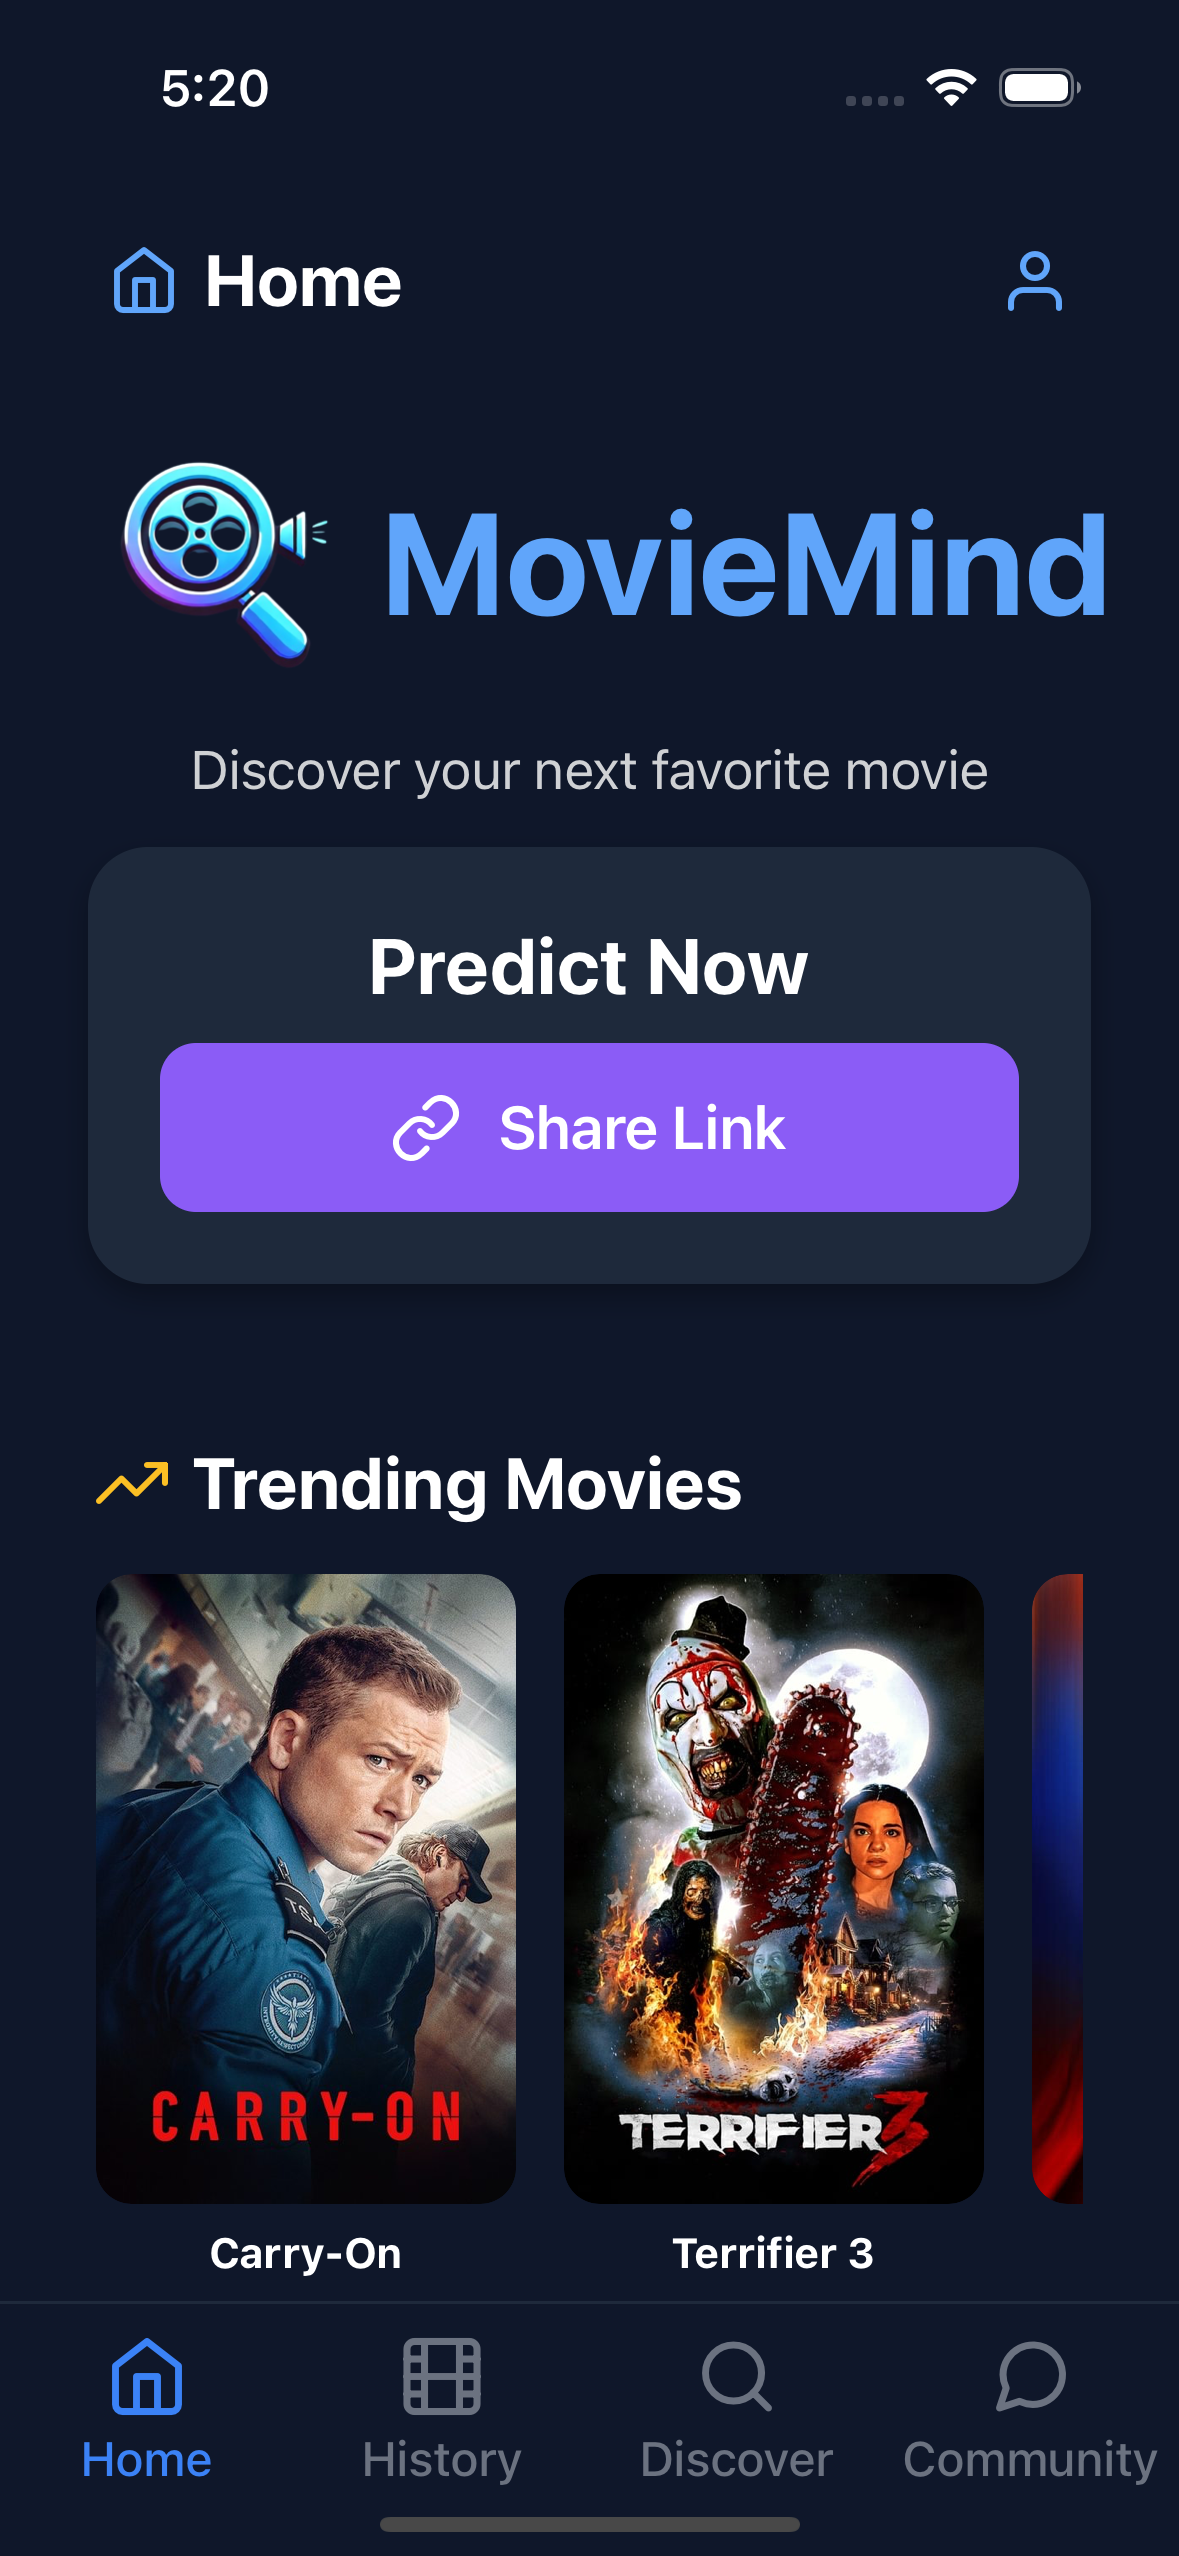 5:20
Home
MovieMind
Discover your next favorite movie
Predict Now
Share Link
Trending Movies
TSA
CARRY-ON
TERRIFIER 3
Carry-On
Terrifier 3
Home
History
Discover
Community